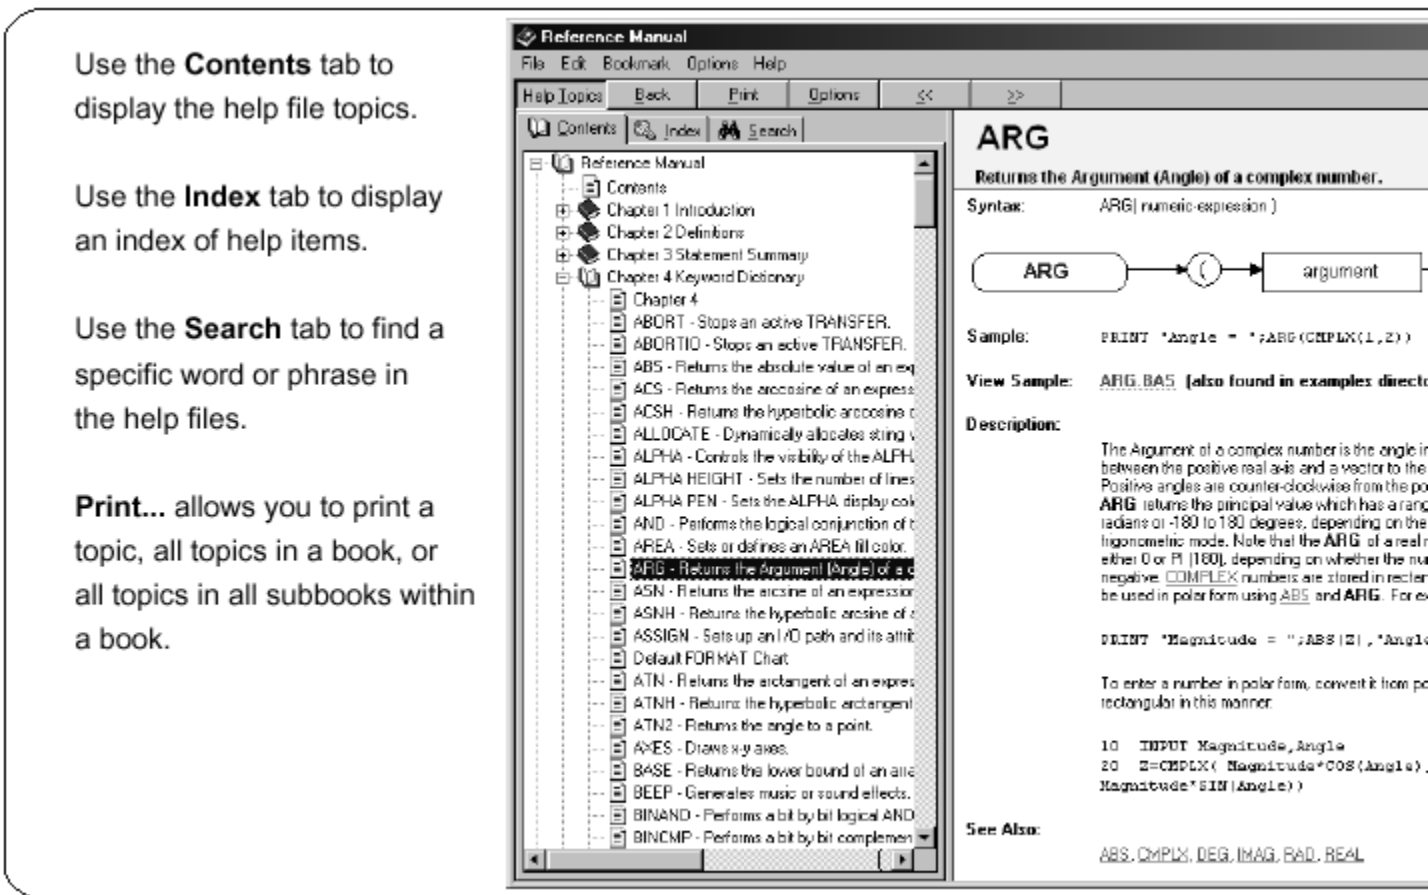 Use the Contents tab to
display the help file topics.
Use the Index tab to display
an index of help items.
Use the Search tab to find a
specific word or phrase in
the help files.
Print... allows you to print a
topic, all topics in a book, or
all topics in all subbooks within
a book.
Reference Manual
File Edit Bookmark Options Help
Help Topics Back Print Options << >>
Contents Index Search
Reference Manual
Contents
Chapter 1 Introduction
Chapter 2 Definitions
Chapter 3 Statement Summary
Chapter 4 Keyword Dictionary
Chapter 4
ABORT - Stops an active TRANSFER.
ABORTIO - Stops an active TRANSFER.
ABS - Returns the absolute value of an exp
ACS - Returns the arccosine of an express
ACSH - Returns the hyperbolic arccosine
ALLOCATE - Dynamically allocates string
ALPHA - Controls the visibility of the ALPH
ALPHA HEIGHT - Sets the number of lines
ALPHA PEN - Sets the ALPHA display colo
AND - Performs the logical conjunction of
AREA - Sets or defines an AREA fill color.
ARG - Returns the Argument (Angle) of a c
ASN - Returns the arcsine of an expression
ASNH - Returns the hyperbolic arcsine of a
ASSIGN - Sets up an I/O path and its attrib
Default FORMAT Chart
ATN - Returns the arctangent of an expres
ATNH - Returns the hyperbolic arctangent
ATN2 - Returns the angle to a point.
AXES - Draws x-y axes.
BASE - Returns the lower bound of an arra
BEEP - Generates music or sound effects.
BINAND - Performs a bit by bit logical AND
BINCMP - Performs a bit by bit complemen
ARG
Returns the Argument (Angle) of a complex number.
Syntax: ARG( numeric-expression )
ARG ( argument
Sample: PRINT "Angle = ";ARG(CMPLX(1,2))
View Sample: ARG.BAS (also found in examples directo
Description:
The Argument of a complex number is the angle in
between the positive real axis and a vector to the
Positive angles are counter-clockwise from the po
ARG returns the principal value which has a rang
radians or -180 to 180 degrees, depending on the
trigonometric mode. Note that the ARG of a real n
either 0 or PI (180), depending on whether the nu
negative. COMPLEX numbers are stored in rectan
be used in polar form using ABS and ARG. For ex
PRINT "Magnitude = ";ABS(Z),"Angle
To enter a number in polar form, convert it from po
rectangular in this manner:
10 INPUT Magnitude,Angle
20 Z=CMPLX( Magnitude*COS(Angle),
Magnitude*SIN(Angle))
See Also:
ABS, CMPLX, DEG, IMAG, RAD, REAL